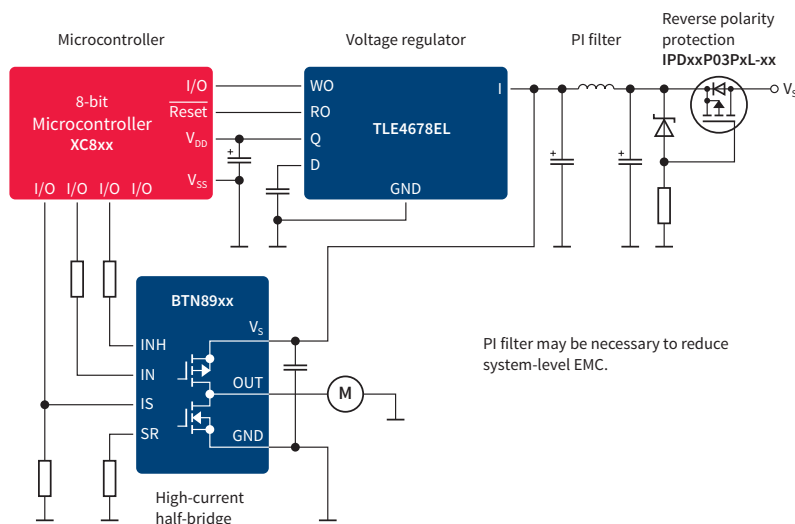 Microcontroller
Voltage regulator
PI filter
Reverse polarity
protection
IPDxxP03PxL-xx
8-bit
Microcontroller
XC8xx
I/O
Reset
VDD
VSS
I/O I/O I/O I/O
WO
RO
Q
D
TLE4678EL
I
GND
BTN89xx
VS
INH
IN
IS
SR
OUT
GND
M
High-current
half-bridge
PI filter may be necessary to reduce
system-level EMC.